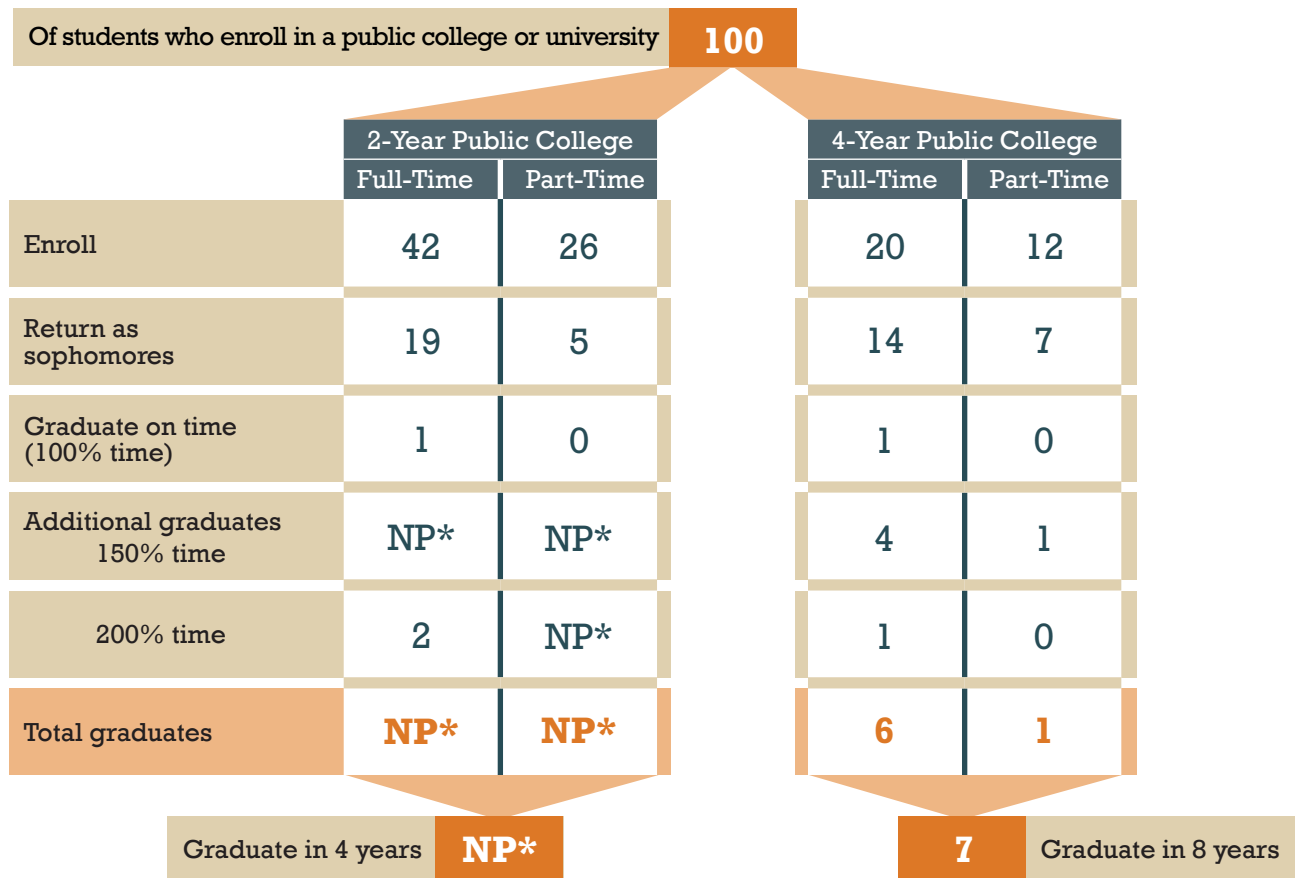 Of students who enroll in a public college or university 100
2-Year Public College 4-Year Public College
Full-Time Part-Time Full-Time Part-Time
Enroll 42 26 20 12
Return as
sophomores 19 5 14 7
Graduate on time
(100% time) 1 0 1 0
Additional graduates
150% time NP* NP* 4 1
200% time 2 NP* 1 0
Total graduates NP* NP* 6 1
Graduate in 4 years NP* 7 Graduate in 8 years